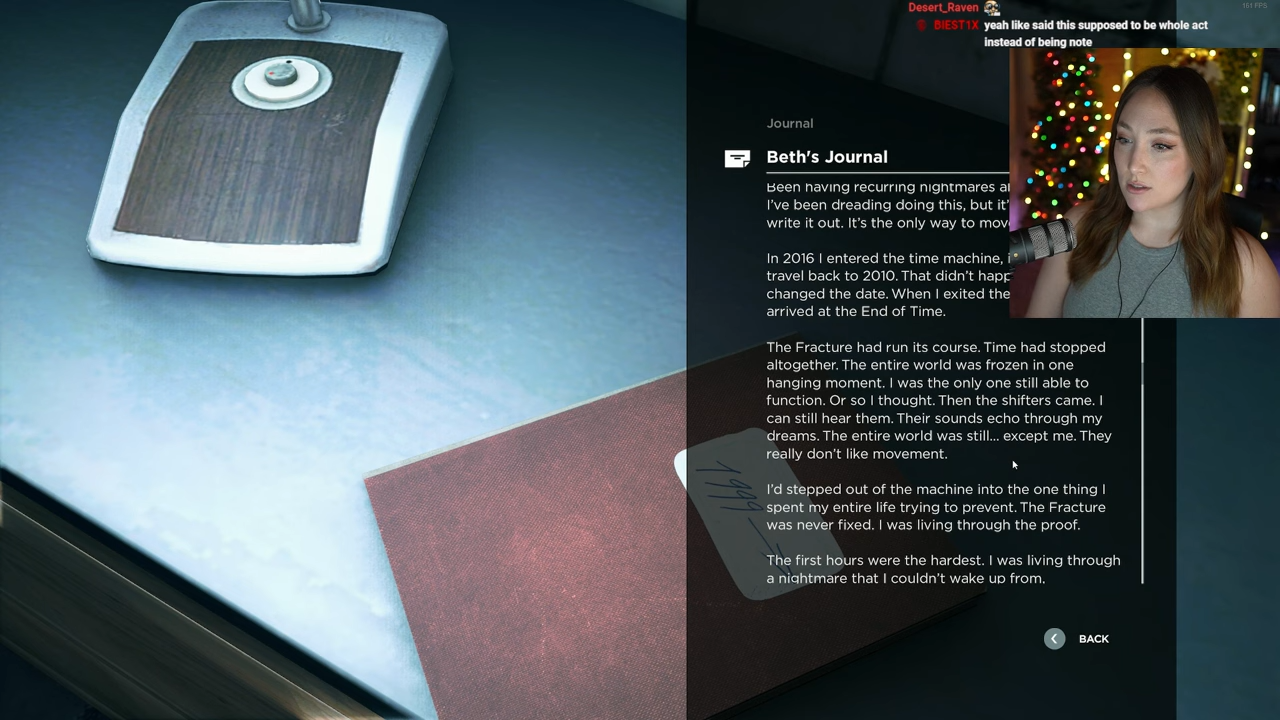 Desert_Raven
151 FPS
BIEST1X yeah like said this supposed to be whole act
instead of being note
Journal
Beth's Journal
Been having recurring nightmares
I've been dreading doing this, but it'
write it out. It's the only way to mov
In 2016 I entered the time machine,
travel back to 2010. That didn't happ
changed the date. When I exited the
arrived at the End of Time.
The Fracture had run its course. Time had stopped
altogether. The entire world was frozen in one
hanging moment. I was the only one still able to
function. Or so I thought. Then the shifters came. I
can still hear them. Their sounds echo through my
dreams. The entire world was still... except me. They
really don't like movement.
I'd stepped out of the machine into the one thing I
spent my entire life trying to prevent. The Fracture
was never fixed. I was living through the proof.
The first hours were the hardest. I was living through
a nightmare that I couldn't wake up from.
1999-
BACK